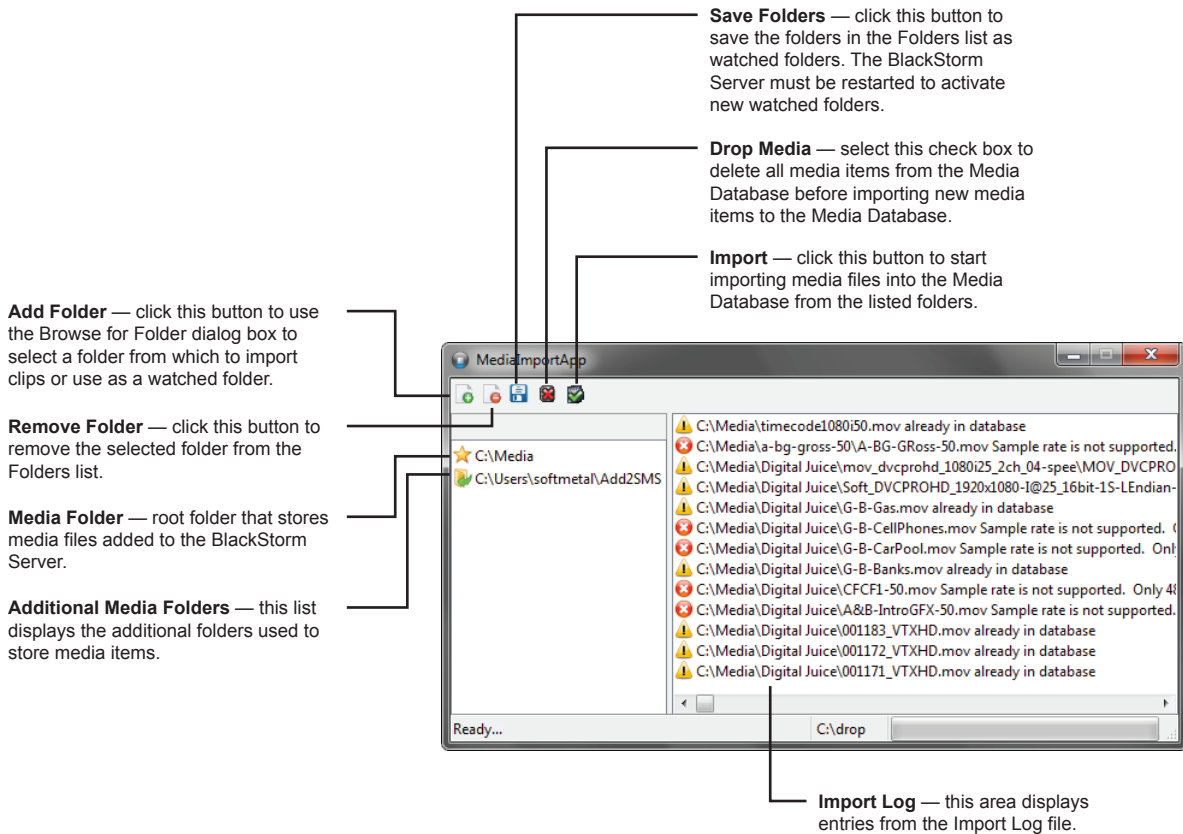 Save Folders — click this button to
save the folders in the Folders list as
watched folders. The BlackStorm
Server must be restarted to activate
new watched folders.
Drop Media — select this check box to
delete all media items from the Media
Database before importing new media
items to the Media Database.
Import — click this button to start
importing media files into the Media
Database from the listed folders.
Add Folder — click this button to use
the Browse for Folder dialog box to
select a folder from which to import
clips or use as a watched folder.
Remove Folder — click this button to
remove the selected folder from the
Folders list.
Media Folder — root folder that stores
media files added to the BlackStorm
Server.
Additional Media Folders — this list
displays the additional folders used to
store media items.
MediaImportApp
C:\Media
C:\Users\softmetal\Add2SMS
C:\Media\timecode1080i50.mov already in database
C:\Media\a-bg-gross-50\A-BG-GRoss-50.mov Sample rate is not supported.
C:\Media\Digital Juice\mov_dvcprohd_1080i25_2ch_04-spee\MOV_DVCPRO
C:\Media\Digital Juice\Soft_DVCPROHD_1920x1080-I@25_16bit-1S-LEndian-
C:\Media\Digital Juice\G-B-Gas.mov already in database
C:\Media\Digital Juice\G-B-CellPhones.mov Sample rate is not supported.
C:\Media\Digital Juice\G-B-CarPool.mov Sample rate is not supported. Onl
C:\Media\Digital Juice\G-B-Banks.mov already in database
C:\Media\Digital Juice\CFCF1-50.mov Sample rate is not supported. Only 48
C:\Media\Digital Juice\A&B-IntroGFX-50.mov Sample rate is not supported.
C:\Media\Digital Juice\001183_VTXHD.mov already in database
C:\Media\Digital Juice\001172_VTXHD.mov already in database
C:\Media\Digital Juice\001171_VTXHD.mov already in database
Ready...
C:\drop
Import Log — this area displays
entries from the Import Log file.